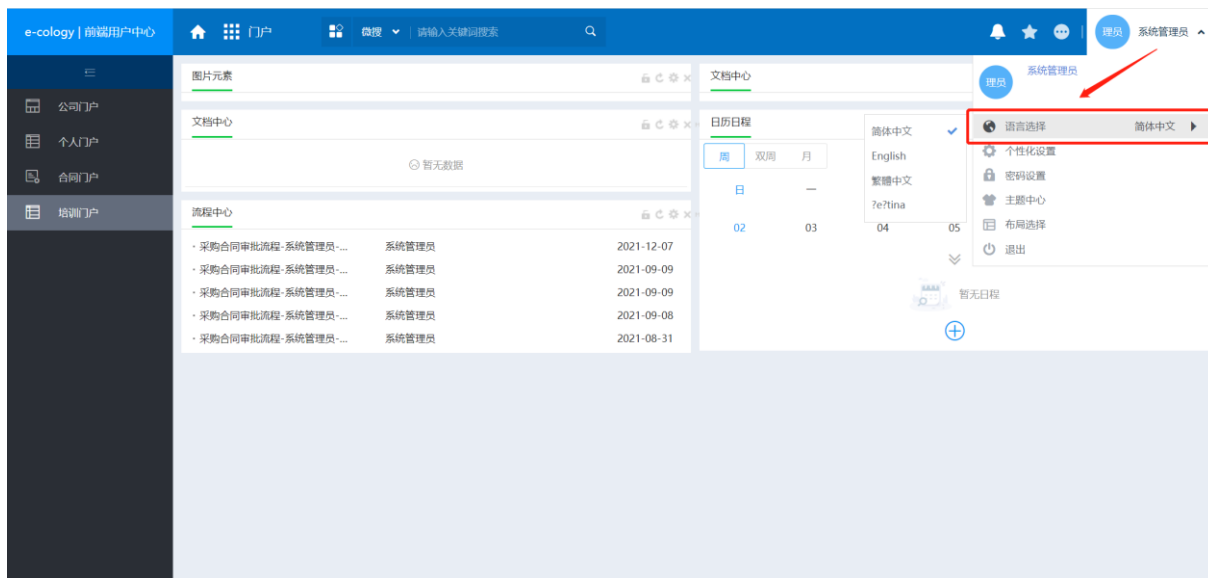 e-cology | 前端用户中心
门户
微搜 请输入关键词搜索
理员 系统管理员
公司门户
个人门户
合同门户
培训门户
图片元素
文档中心
暂无数据
流程中心
采购合同审批流程-系统管理员-... 系统管理员 2021-12-07
采购合同审批流程-系统管理员-... 系统管理员 2021-09-09
采购合同审批流程-系统管理员-... 系统管理员 2021-09-09
采购合同审批流程-系统管理员-... 系统管理员 2021-09-08
采购合同审批流程-系统管理员-... 系统管理员 2021-08-31
文档中心
日历日程
周 双周 月
日 一
02 03 04 05
暂无日程
简体中文
English
繁體中文
?e?tina
理员 系统管理员
语言选择 简体中文
个性化设置
密码设置
主题中心
布局选择
退出